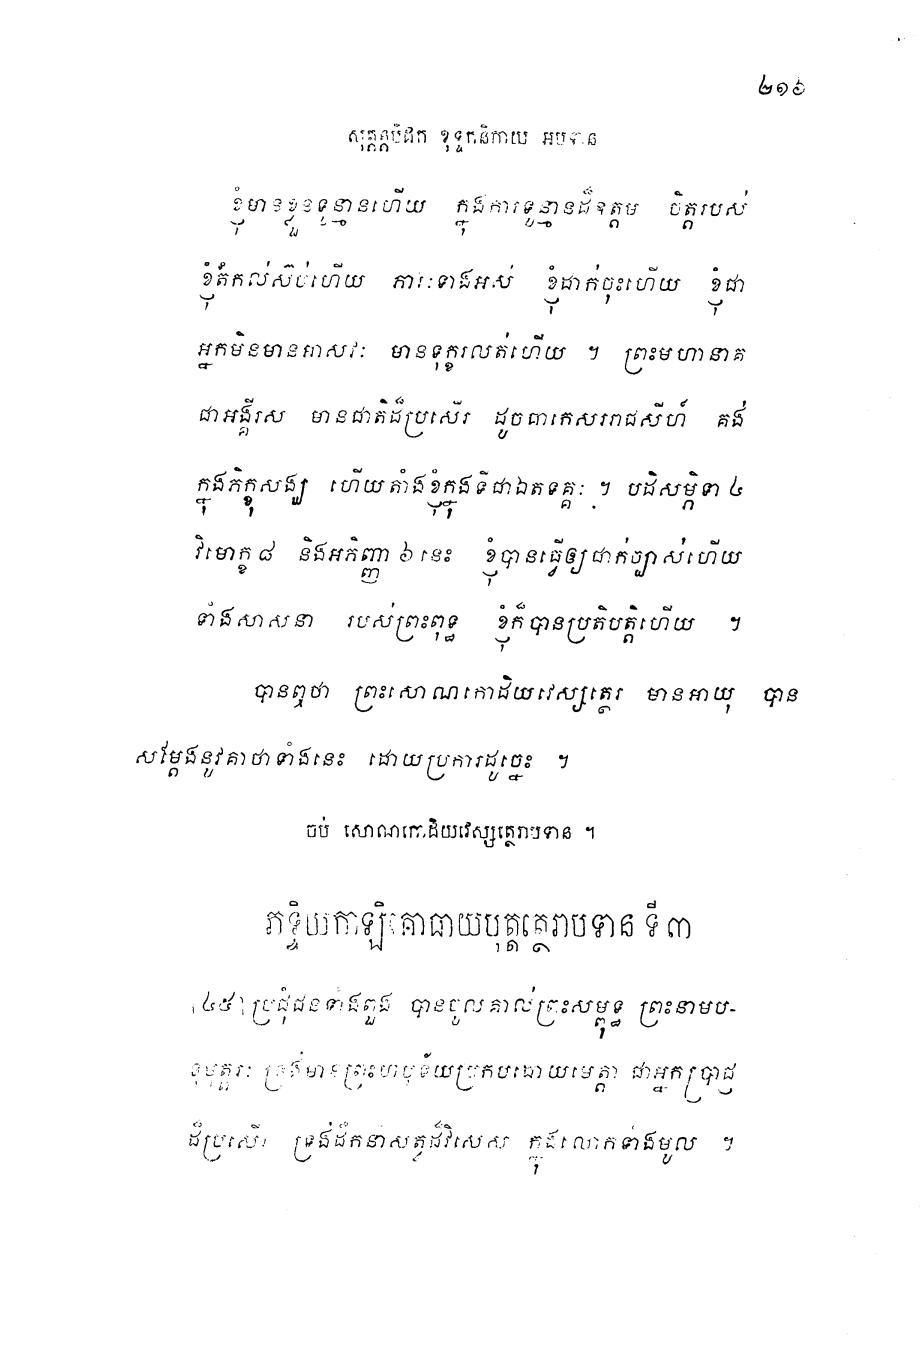 ២១៦
សុត្តន្តបិដក ខុទ្ទកនិកាយ អបទាន
ខ្ញុំមានខ្លួនទូន្មានហើយ ក្នុងការទូន្មានដ៏ឧត្តម ចិត្តរបស់
ខ្ញុំតំកល់ស៊ប់ហើយ ភារៈទាំងអស់ ខ្ញុំដាក់ចុះហើយ ខ្ញុំជា
អ្នកមិនមានអាសវៈ មានទុក្ខរលត់ហើយ ។ ព្រះមហានាគ
ជាអង្គីរស មានជាតិដ៏ប្រសើរ ដូចជាកេសររាជសីហ៍ គង់
ក្នុងភិក្ខុសង្ឃ ហើយតាំងខ្ញុំក្នុងទីជាឯតទគ្គៈ ។ បដិសម្ភិទា ៤
វិមោក្ខ ៨ និងអភិញ្ញា ៦ នេះ ខ្ញុំបានធ្វើឲ្យជាក់ច្បាស់ហើយ
ទាំងសាសនា របស់ព្រះពុទ្ធ ខ្ញុំក៏បានប្រតិបត្តិហើយ ។
បានឮថា ព្រះសោណកោដិយវេស្សត្ថេរ មានអាយុ បាន
សម្តែងនូវគាថាទាំងនេះ ដោយប្រការដូច្នេះ ។
ចប់ សោណកោដិយវេស្សត្ថេរាបទាន ។
ភទ្ទិយកាឡិគោធាយបុត្តត្ថេរាបទាន ទី ៣
[៤៥] ប្រជុំជនទាំងពួង បានចូលគាល់ព្រះសម្ពុទ្ធ ព្រះនាមប-
ទុមុត្តរៈ ទ្រង់មានព្រះហឫទ័យប្រកបដោយមេត្តា ជាអ្នកប្រាជ្ញ
ដ៏ប្រសើរ ទ្រង់ដឹកនាំសត្វដ៏វិសេស ក្នុងលោកទាំងមូល ។